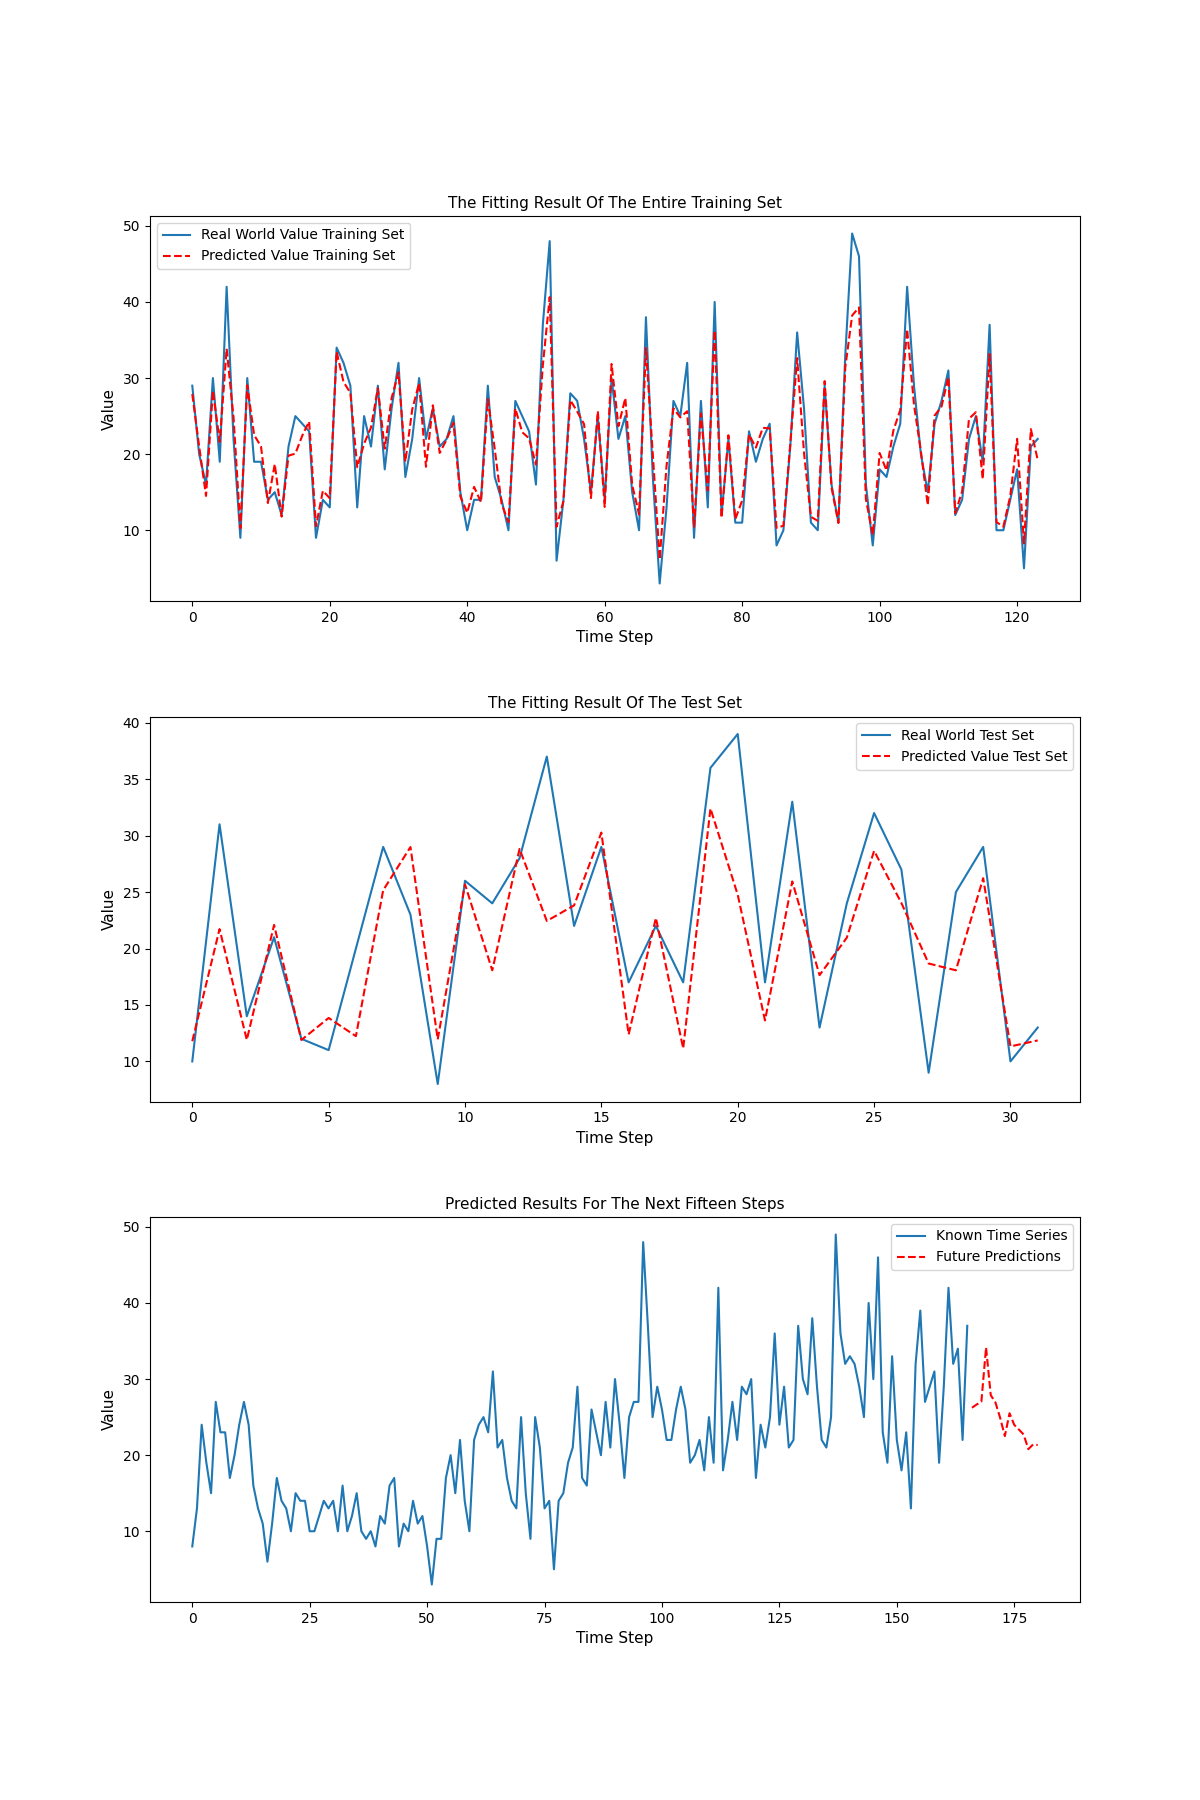 The Fitting Result Of The Entire Training Set
50
Real World Value Training Set
Predicted Value Training Set
40
30
20
10
Value
0 20 40 60 80 100 120
Time Step
The Fitting Result Of The Test Set
40
Real World Test Set
Predicted Value Test Set
35
30
25
20
15
10
Value
0 5 10 15 20 25 30
Time Step
Predicted Results For The Next Fifteen Steps
50
Known Time Series
Future Predictions
40
30
20
10
Value
0 25 50 75 100 125 150 175
Time Step